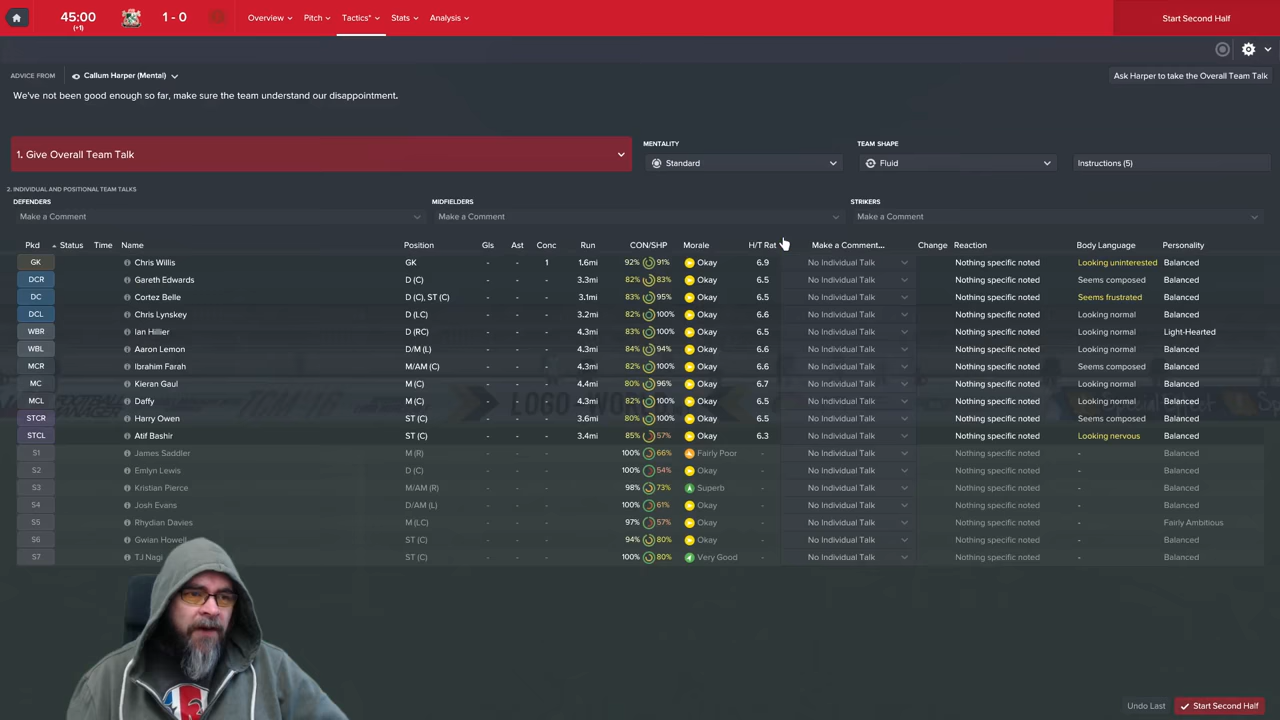 45:00
(+1)
1 - 0
Overview
Pitch
Tactics*
Stats
Analysis
Start Second Half
ADVICE FROM
Callum Harper (Mental)
Ask Harper to take the Overall Team Talk
We've not been good enough so far, make sure the team understand our disappointment.
1. Give Overall Team Talk
MENTALITY
Standard
TEAM SHAPE
Fluid
Instructions (5)
2. INDIVIDUAL AND POSITIONAL TEAM TALKS
DEFENDERS MIDFIELDERS STRIKERS
Make a Comment Make a Comment Make a Comment
Pkd Status Time Name Position Gls Ast Conc Run CON/SHP Morale H/T Rat Make a Comment... Change Reaction Body Language Personality
GK Chris Willis GK - - 1 1.6mi 92% 91% Okay 6.9 No Individual Talk Nothing specific noted Looking uninterested Balanced
DCR Gareth Edwards D (C) - - - 3.3mi 82% 83% Okay 6.5 No Individual Talk Nothing specific noted Seems composed Balanced
DC Cortez Belle D (C), ST (C) - - - 3.1mi 83% 95% Okay 6.5 No Individual Talk Nothing specific noted Seems frustrated Balanced
DCL Chris Lynskey D (LC) - - - 3.2mi 82% 100% Okay 6.6 No Individual Talk Nothing specific noted Looking normal Balanced
WBR Ian Hillier D (RC) - - - 4.3mi 83% 100% Okay 6.5 No Individual Talk Nothing specific noted Looking normal Light-Hearted
WBL Aaron Lemon D/M (L) - - - 4.3mi 84% 94% Okay 6.6 No Individual Talk Nothing specific noted Looking normal Balanced
MCR Ibrahim Farah M/AM (C) - - - 4.3mi 82% 100% Okay 6.6 No Individual Talk Nothing specific noted Seems composed Balanced
MC Kieran Gaul M (C) - - - 4.4mi 80% 96% Okay 6.7 No Individual Talk Nothing specific noted Looking normal Balanced
MCL Daffy M (C) - - - 4.3mi 82% 100% Okay 6.5 No Individual Talk Nothing specific noted Looking normal Balanced
STCR Harry Owen ST (C) - - - 3.6mi 80% 100% Okay 6.5 No Individual Talk Nothing specific noted Seems composed Balanced
STCL Atif Bashir ST (C) - - - 3.4mi 85% 57% Okay 6.3 No Individual Talk Nothing specific noted Looking nervous Balanced
S1 James Saddler M (R) - - - 100% 66% Fairly Poor - No Individual Talk Nothing specific noted - Balanced
S2 Emlyn Lewis D (C) - - - 100% 54% Okay - No Individual Talk Nothing specific noted - Balanced
S3 Kristian Pierce M/AM (R) - - - 98% 73% Superb - No Individual Talk Nothing specific noted - Balanced
S4 Josh Evans D/AM (L) - - - 100% 61% Okay - No Individual Talk Nothing specific noted - Balanced
S5 Rhydian Davies M (LC) - - - 97% 57% Okay - No Individual Talk Nothing specific noted - Fairly Ambitious
S6 Gwian Howell ST (C) - - - 94% 80% Okay - No Individual Talk Nothing specific noted - Balanced
S7 TJ Nagi ST (C) - - - 100% 80% Very Good - No Individual Talk Nothing specific noted - Balanced
Undo Last
Start Second Half